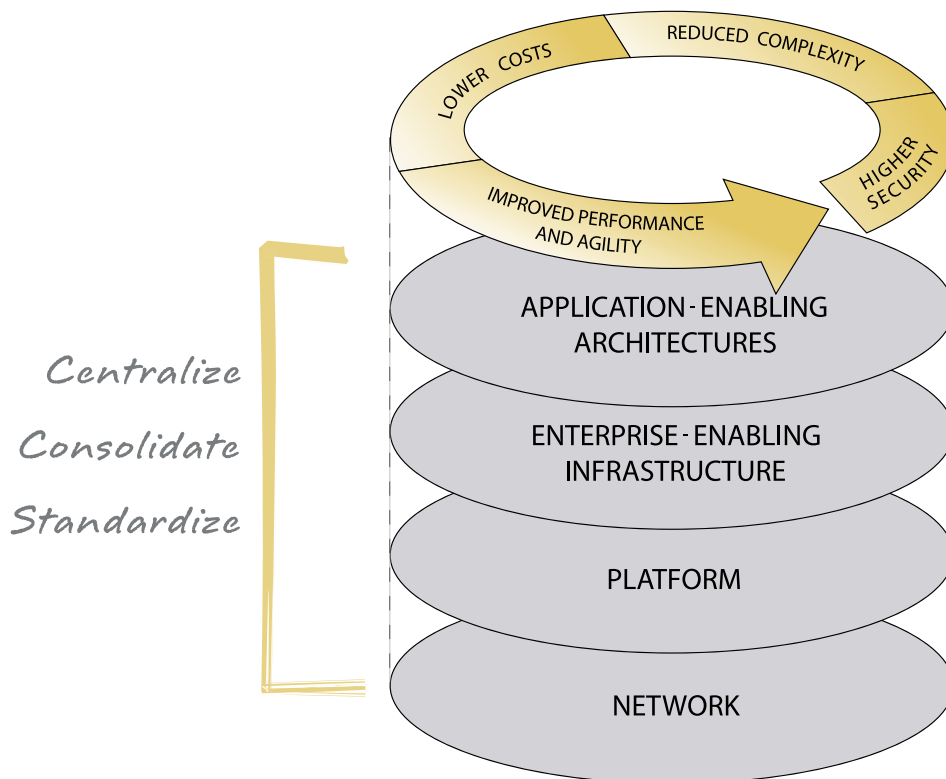 LOWER COSTS
REDUCED COMPLEXITY
HIGHER
SECURITY
IMPROVED PERFORMANCE
AND AGILITY
Centralize
Consolidate
Standardize
APPLICATION-ENABLING
ARCHITECTURES
ENTERPRISE-ENABLING
INFRASTRUCTURE
PLATFORM
NETWORK